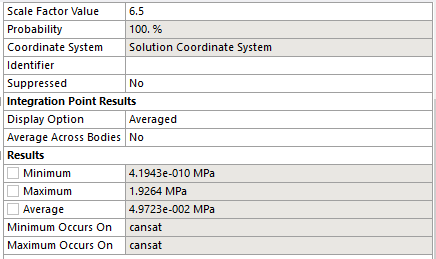 Scale Factor Value 6.5
Probability 100. %
Coordinate System Solution Coordinate System
Identifier
Suppressed No
Integration Point Results
Display Option Averaged
Average Across Bodies No
Results
Minimum 4.1943e-010 MPa
Maximum 1.9264 MPa
Average 4.9723e-002 MPa
Minimum Occurs On cansat
Maximum Occurs On cansat